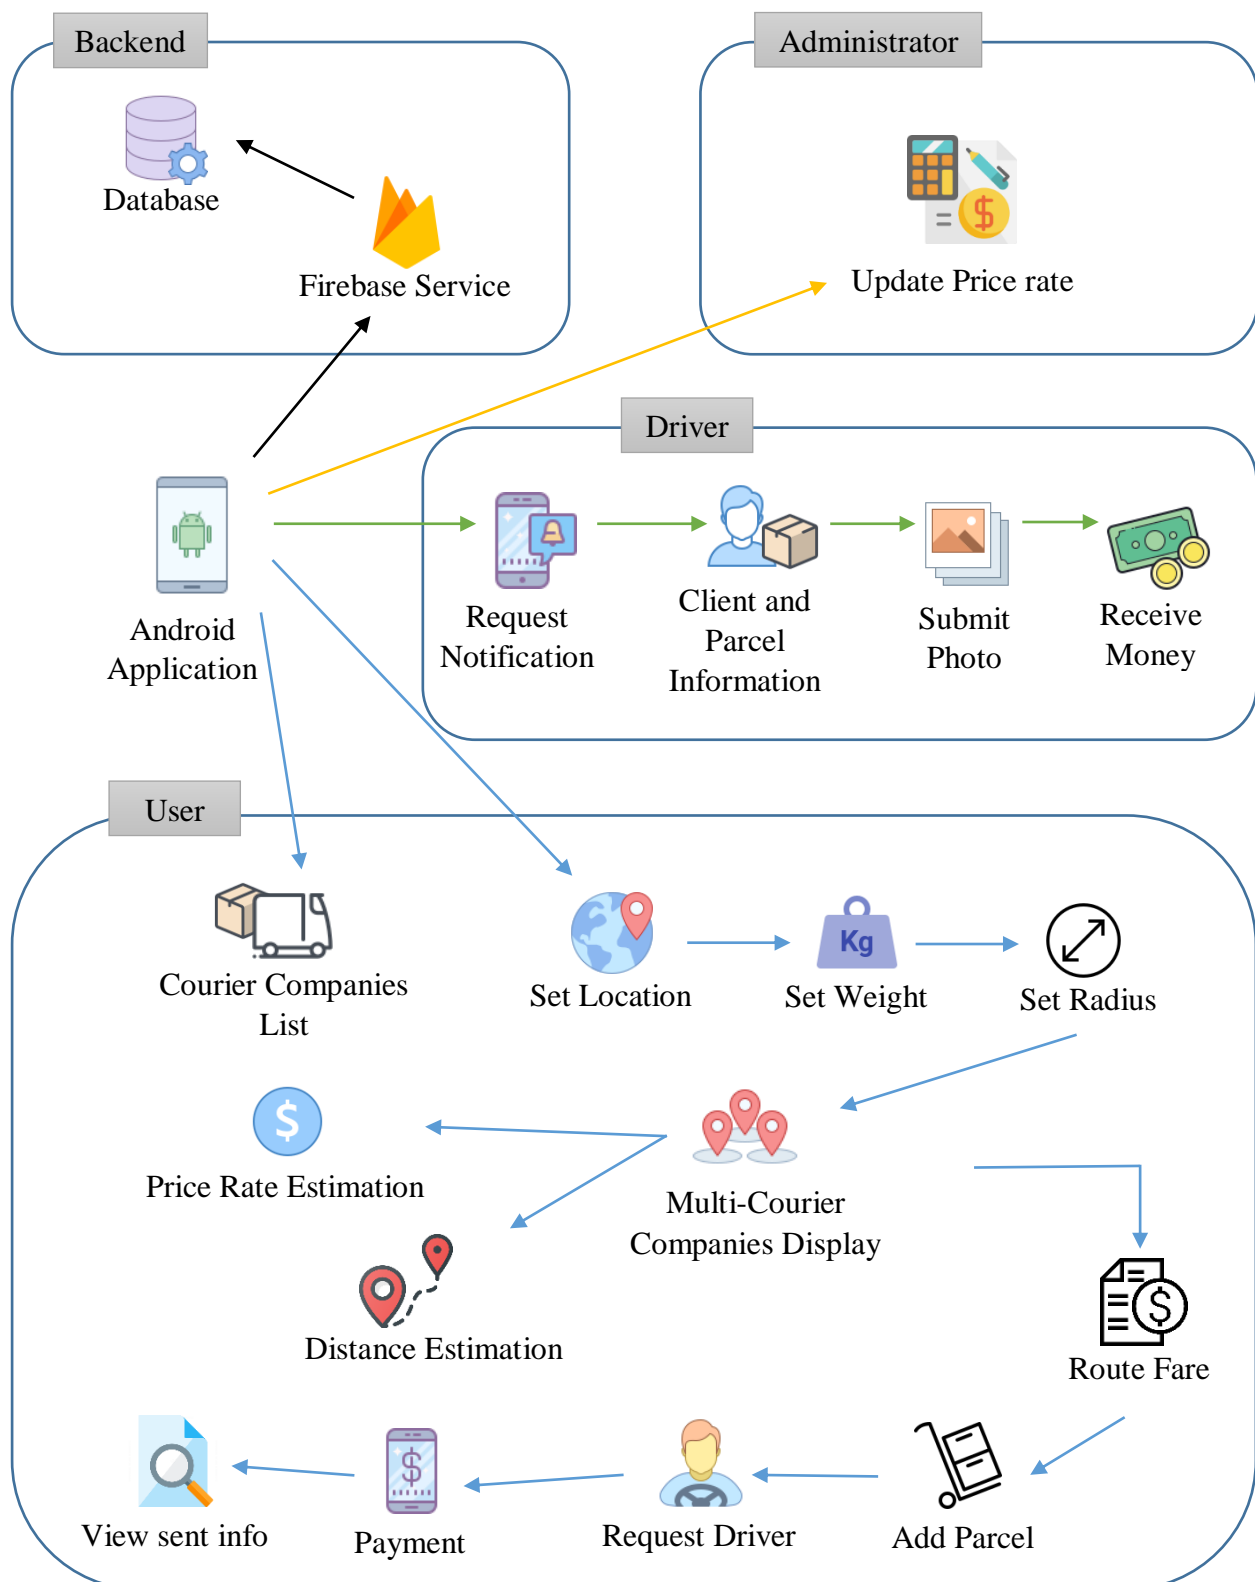 Backend
Administrator
Database
Firebase Service
$
=
Update Price rate
Driver
Android
Application
Request
Notification
Client and
Parcel
Information
Submit
Photo
Receive
Money
User
Kg
Courier Companies
List
Set Location
Set Weight
Set Radius
$
Price Rate Estimation
Multi-Courier
Companies Display
Distance Estimation
$
Route Fare
$
View sent info
Payment
Request Driver
Add Parcel